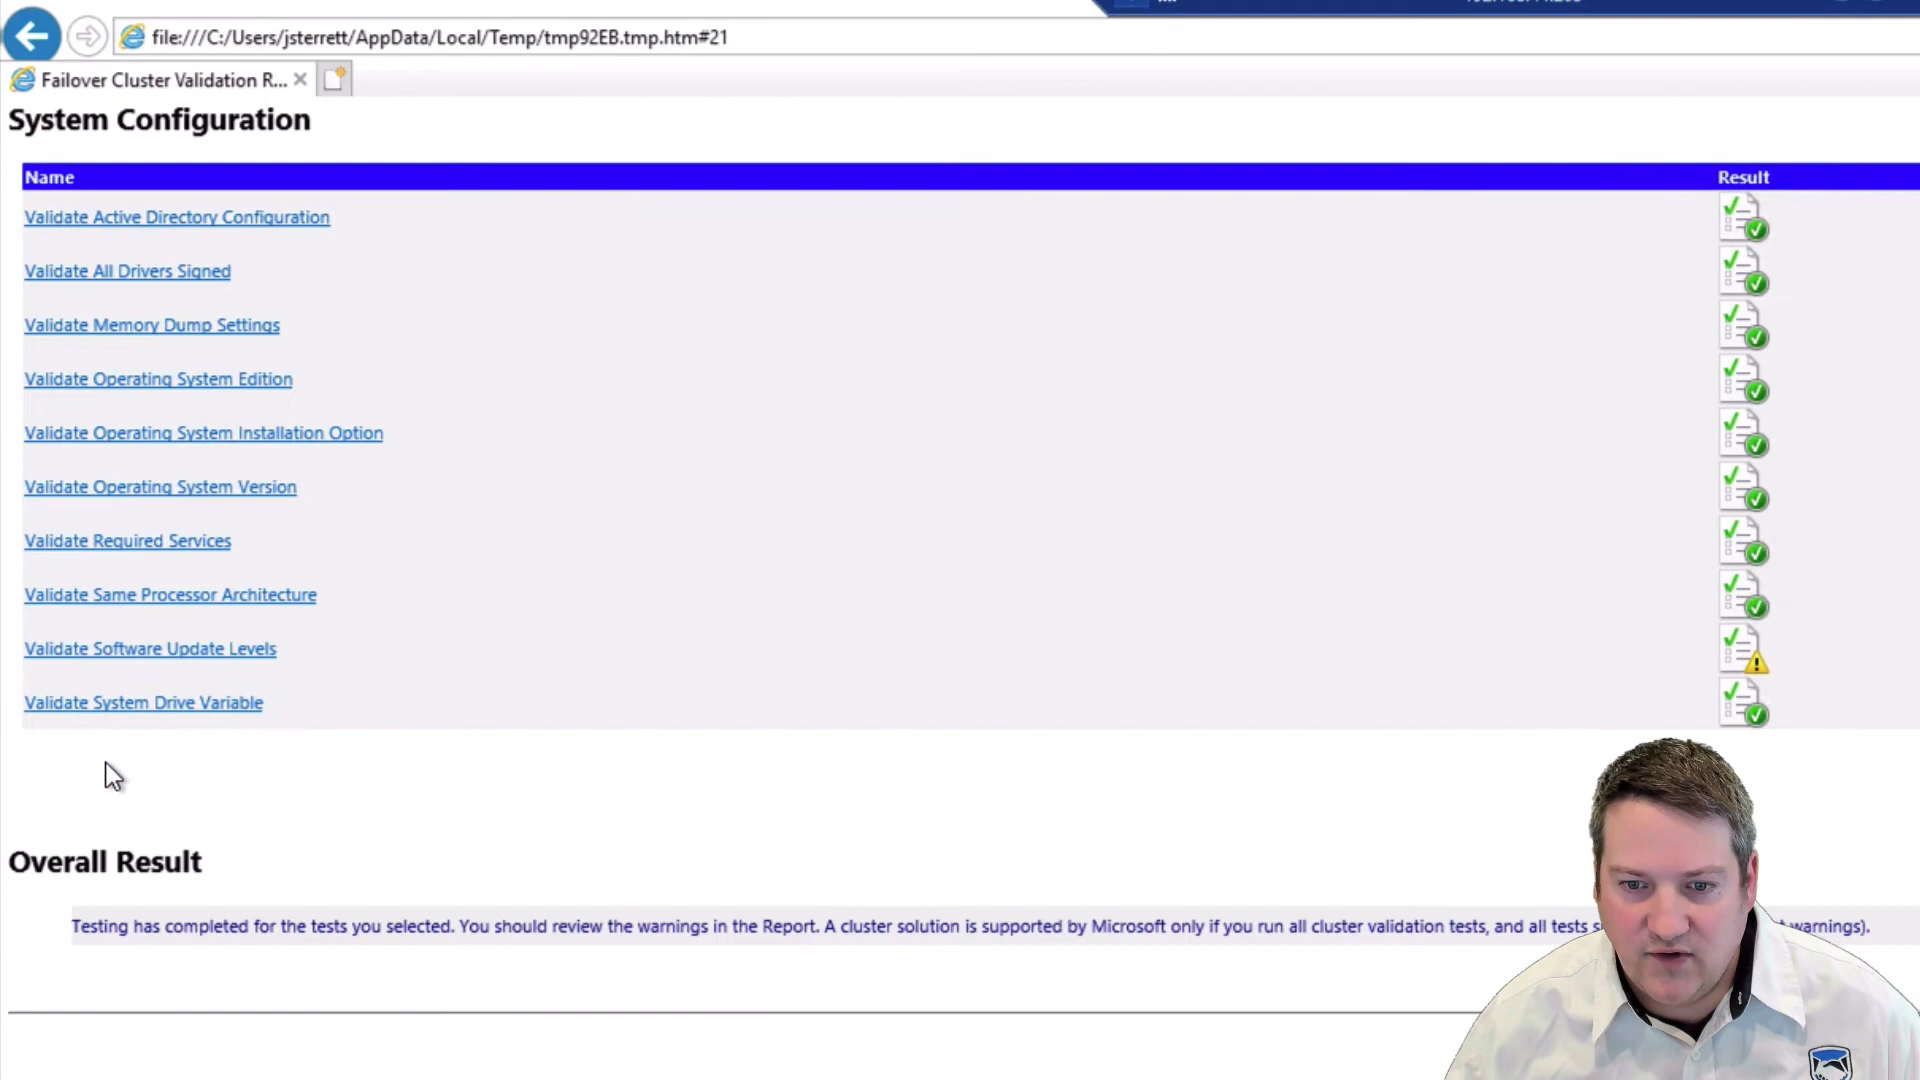 file:///C:/Users/jsterrett/AppData/Local/Temp/tmp92EB.tmp.htm#21
Failover Cluster Validation R...
System Configuration
Name Result
Validate Active Directory Configuration
Validate All Drivers Signed
Validate Memory Dump Settings
Validate Operating System Edition
Validate Operating System Installation Option
Validate Operating System Version
Validate Required Services
Validate Same Processor Architecture
Validate Software Update Levels
Validate System Drive Variable
Overall Result
Testing has completed for the tests you selected. You should review the warnings in the Report. A cluster solution is supported by Microsoft only if you run all cluster validation tests, and all tests warnings).